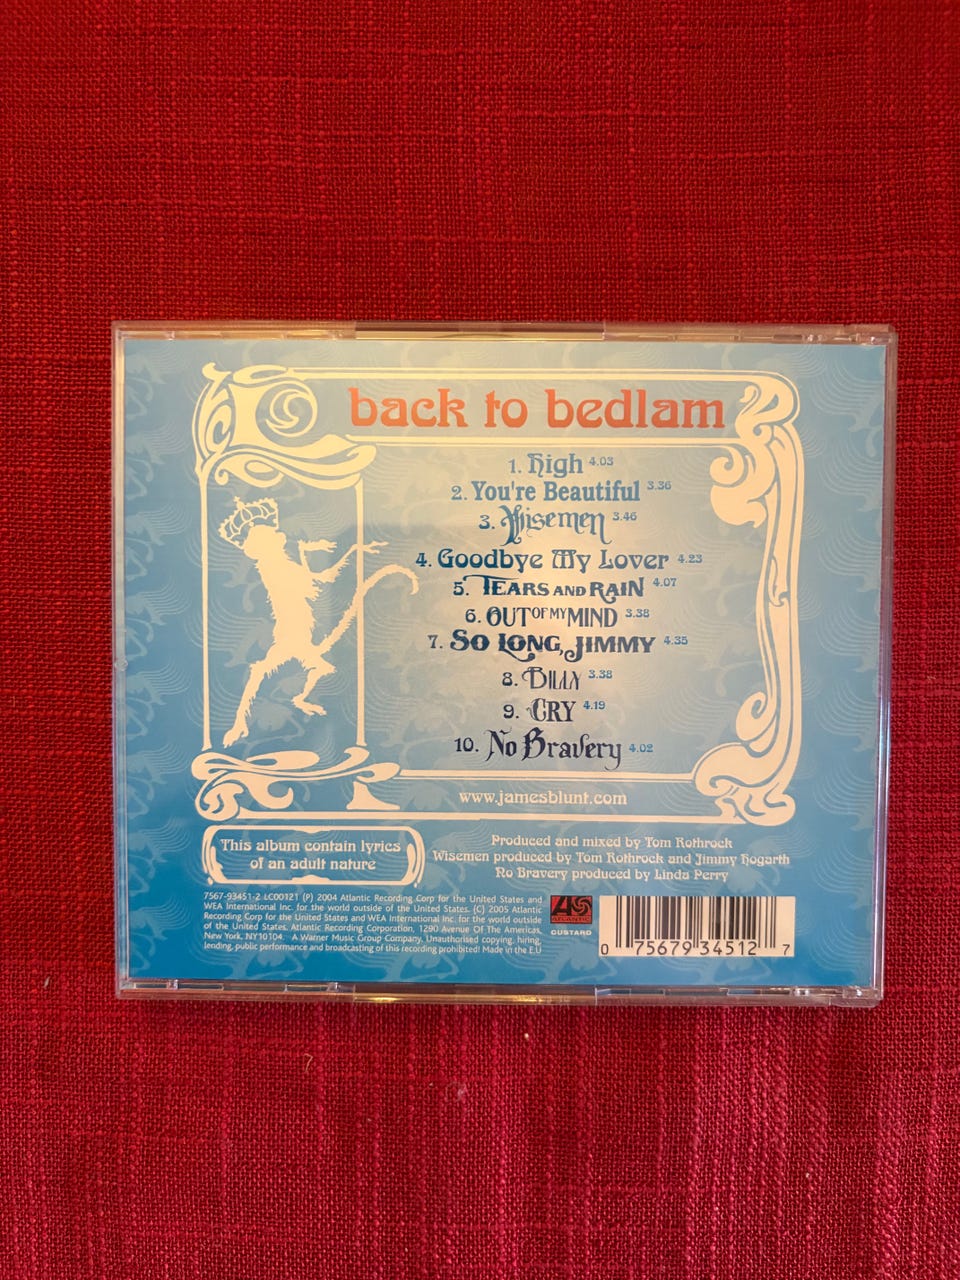 back to bedlam
1. High 4.03
2. You're Beautiful 3.36
3. Wisemen 3.46
4. Goodbye My Lover 4.23
5. TEARS AND RAIN 4.07
6. OUT OF MY MIND 3.38
7. SO LONG, JIMMY 4.35
8. BILLY 3.38
9. CRY 4.19
10. No Bravery 4.02
www.jamesblunt.com
This album contain lyrics
of an adult nature
Produced and mixed by Tom Rothrock
Wisemen produced by Tom Rothrock and Jimmy Hogarth
No Bravery produced by Linda Perry
7567-93451-2 LC00121 (P) 2004 Atlantic Recording Corp for the United States and
WEA International Inc. for the world outside of the United States. (C) 2005 Atlantic
Recording Corp for the United States and WEA International Inc. for the world outside
of the United States. Atlantic Recording Corporation, 1290 Avenue Of The Americas,
New York, NY10104. A Warner Music Group Company. Unauthorised copying, hiring,
lending, public performance and broadcasting of this recording prohibited! Made in the E.U
ATLANTIC
CUSTARD
0 75679 34512 7